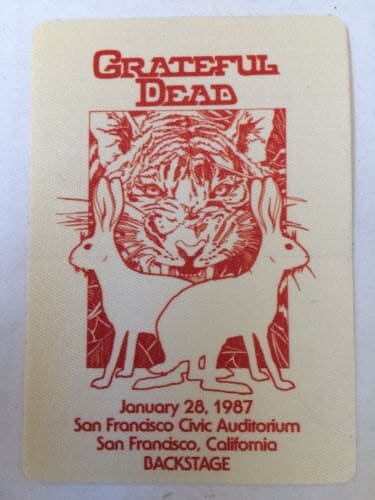 GRATEFUL
DEAD
January 28, 1987
San Francisco Civic Auditorium
San Francisco, California
BACKSTAGE